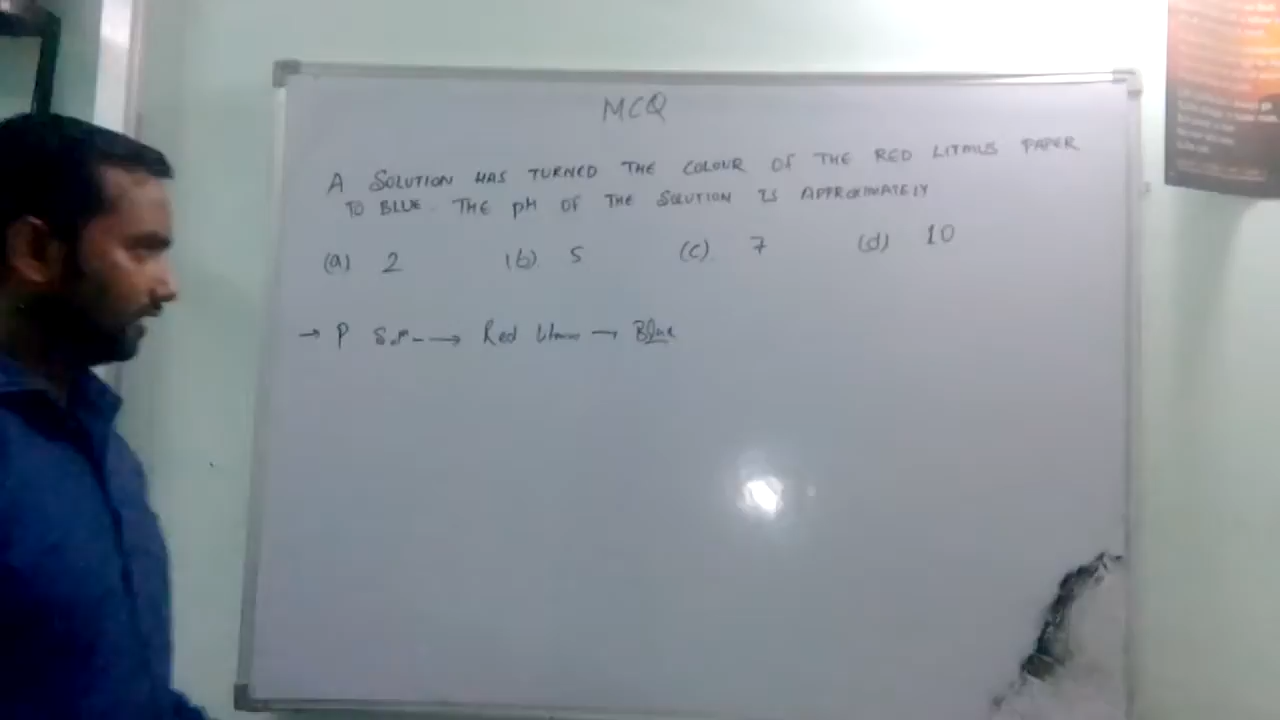 MCQ
A SOLUTION HAS TURNED THE COLOUR OF THE RED LITMUS PAPER
TO BLUE. THE pH OF THE SOLUTION IS APPROXIMATELY
(a) 2 (b) 5 (c) 7 (d) 10
→ P → Red → Blue